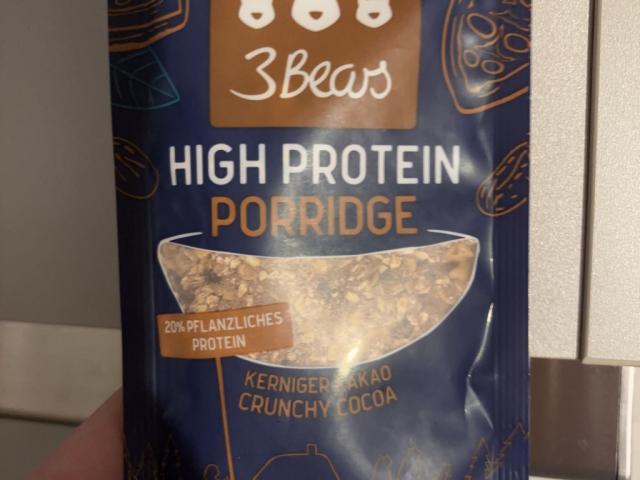 3Bears
HIGH PROTEIN
PORRIDGE
20% PFLANZLICHES
PROTEIN
KERNIGER KAKAO
CRUNCHY COCOA